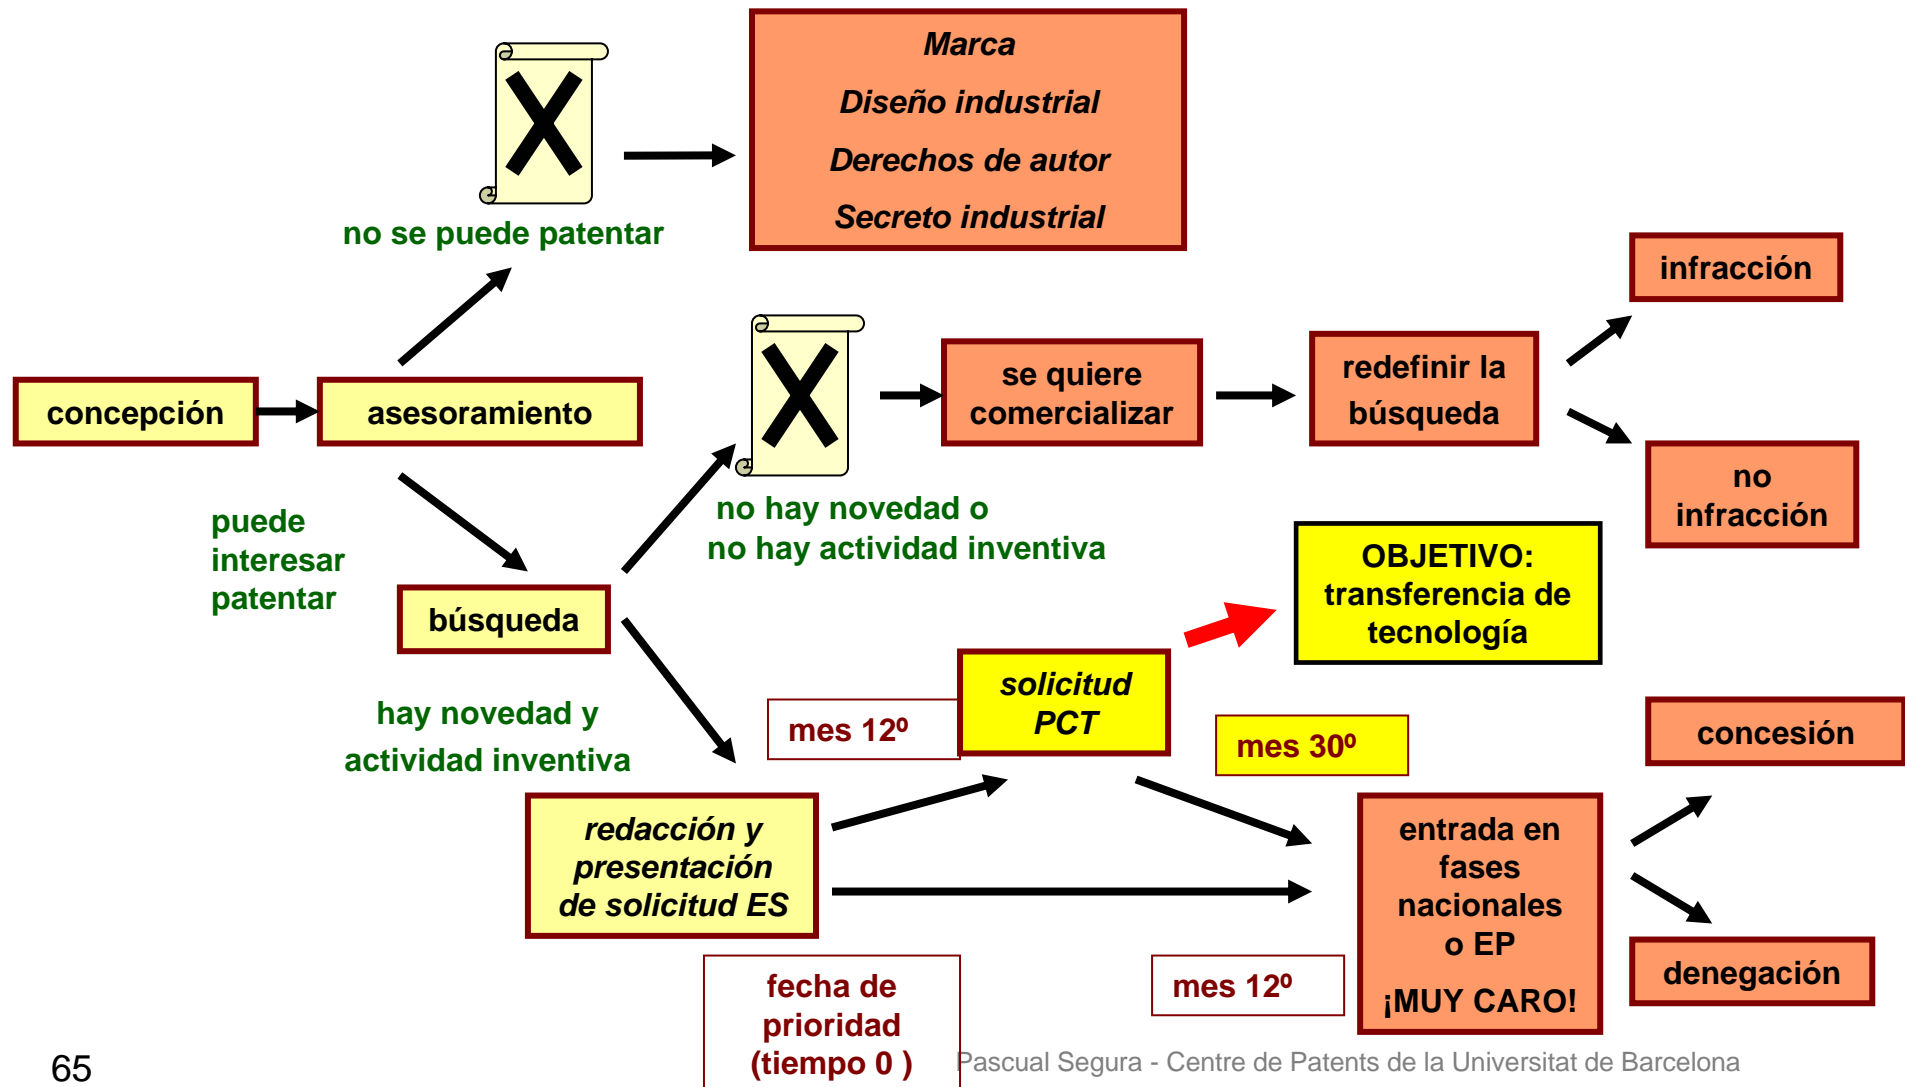 Marca
Diseño industrial
Derechos de autor
Secreto industrial
X
no se puede patentar
infracción
X
concepción
asesoramiento
se quiere
comercializar
redefinir la
búsqueda
no
infracción
puede
interesar
patentar
no hay novedad o
no hay actividad inventiva
búsqueda
OBJETIVO:
transferencia de
tecnología
hay novedad y
actividad inventiva
mes 12º
solicitud
PCT
mes 30º
concesión
redacción y
presentación
de solicitud ES
entrada en
fases
nacionales
o EP
¡MUY CARO!
denegación
fecha de
prioridad
(tiempo 0 )
mes 12º
65
Pascual Segura - Centre de Patents de la Universitat de Barcelona